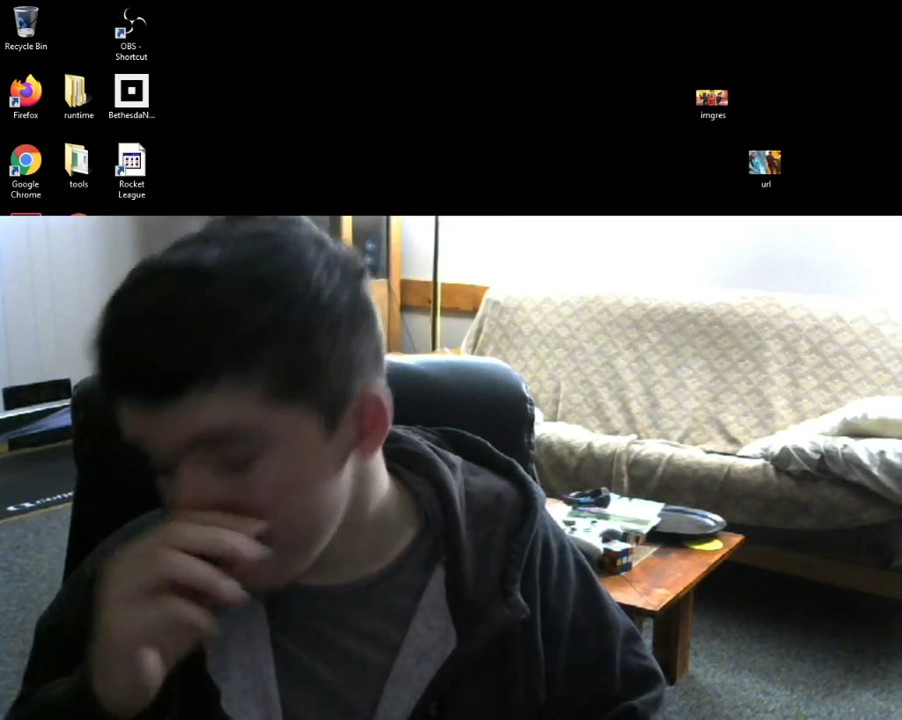 Recycle Bin
OBS -
Shortcut
Firefox
runtime
BethesdaN...
imgres
Google
Chrome
tools
Rocket
League
url